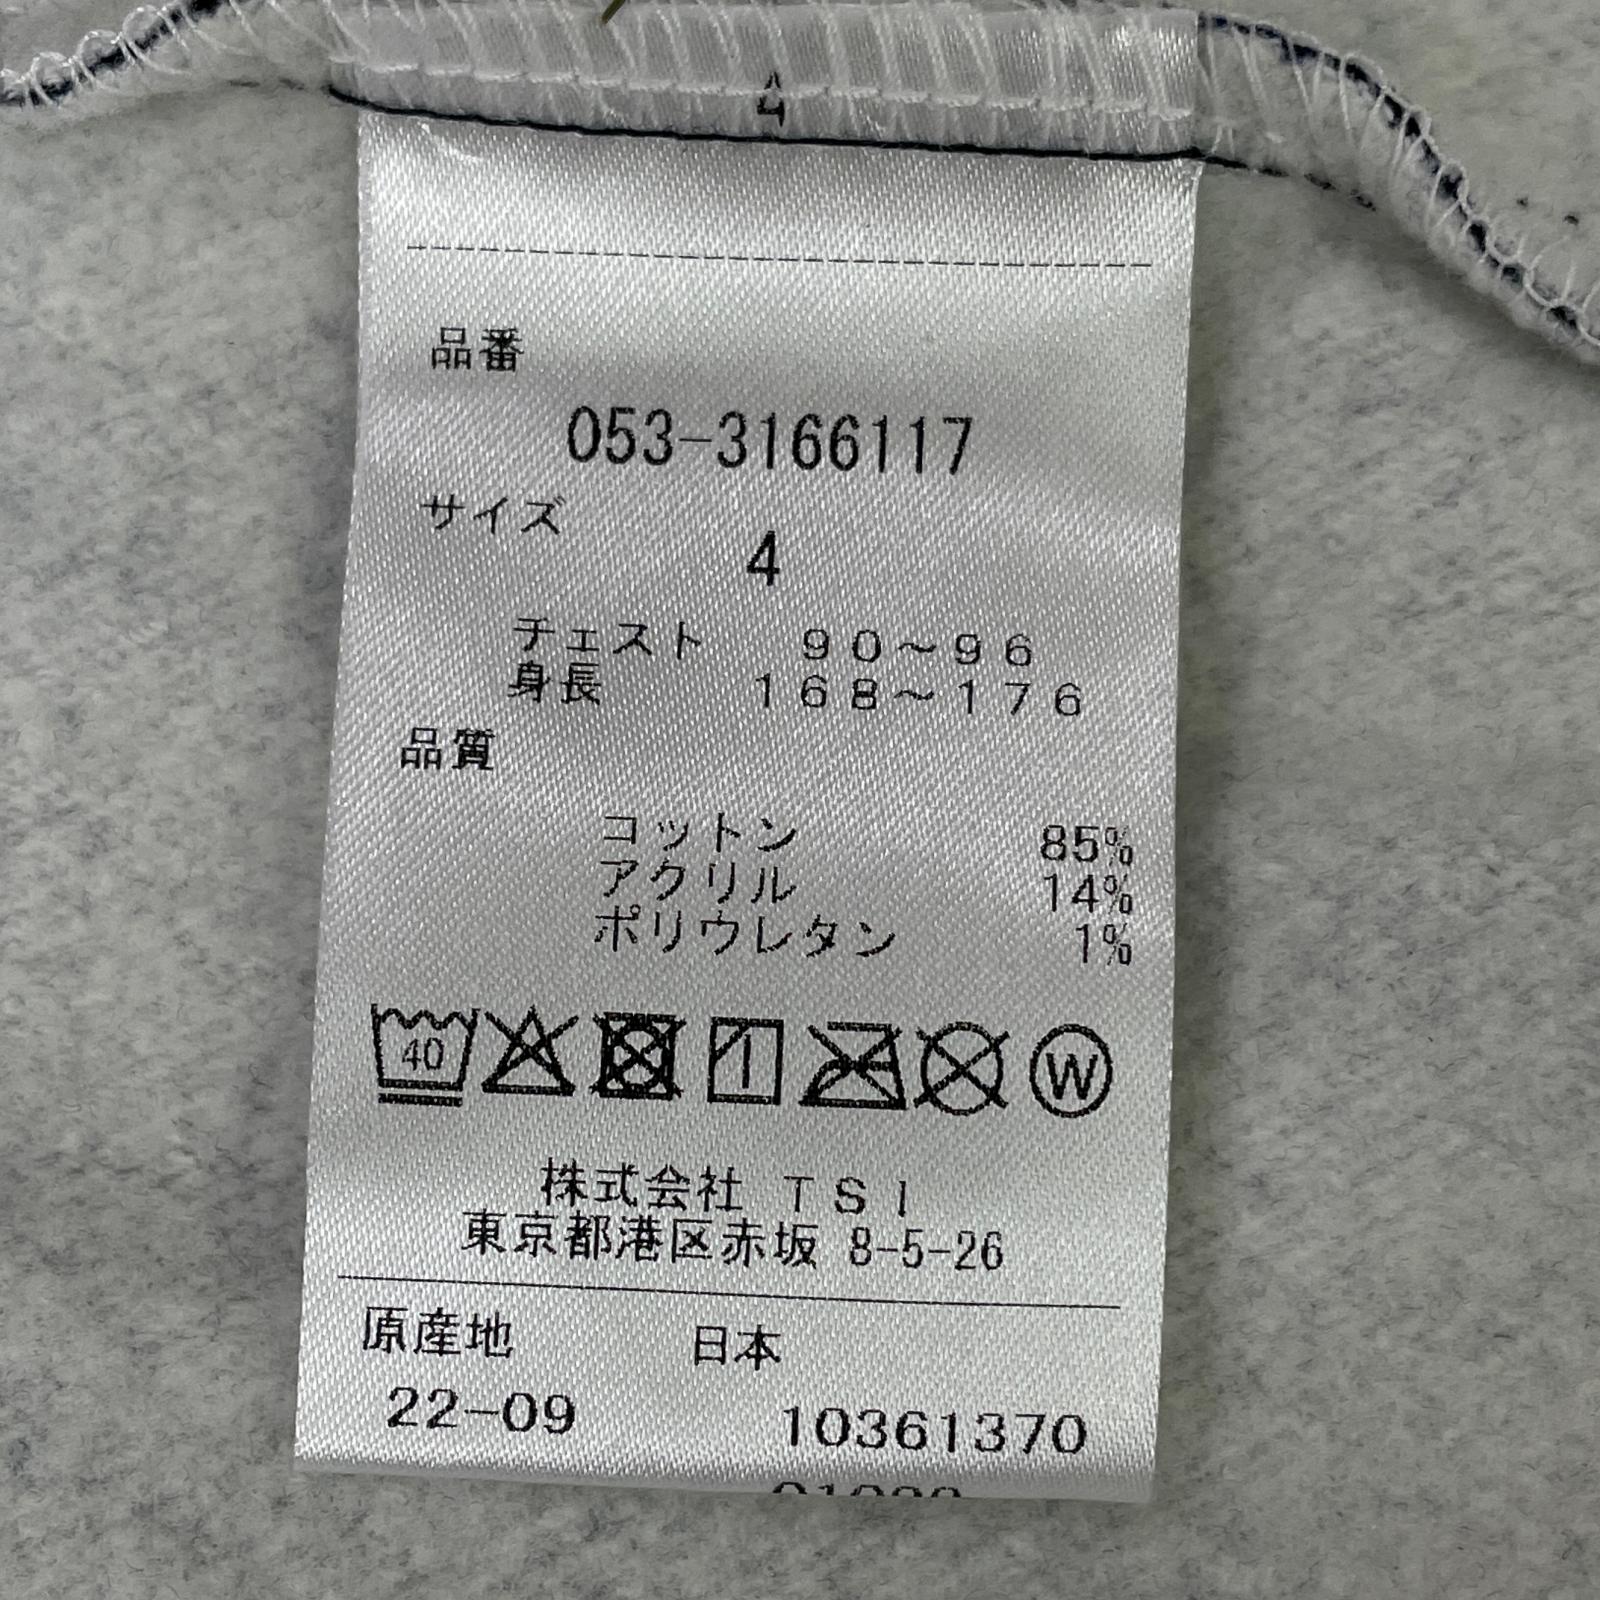 4
品番
053-3166117
サイズ
4
チェスト 90~96
身長 168~176
品質
コットン 85%
アクリル 14%
ポリウレタン 1%
40 W
株式会社 TSI
東京都港区赤坂 8-5-26
原産地 日本
22-09 10361370